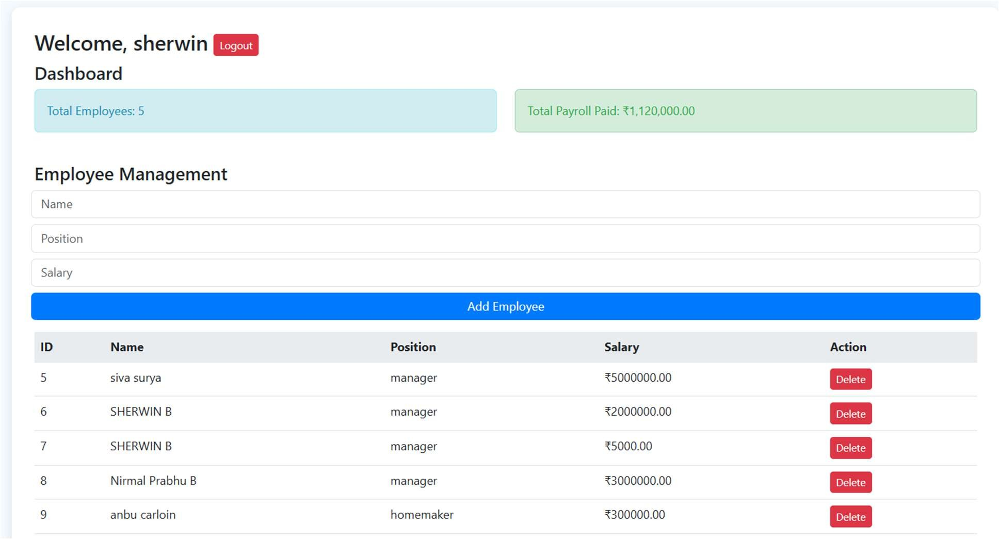 Welcome, sherwin Logout
Dashboard
Total Employees: 5 Total Payroll Paid: ₹1,120,000.00
Employee Management
Name
Position
Salary
Add Employee
ID Name Position Salary Action
5 siva surya manager ₹5000000.00 Delete
6 SHERWIN B manager ₹2000000.00 Delete
7 SHERWIN B manager ₹5000.00 Delete
8 Nirmal Prabhu B manager ₹3000000.00 Delete
9 anbu carloin homemaker ₹300000.00 Delete